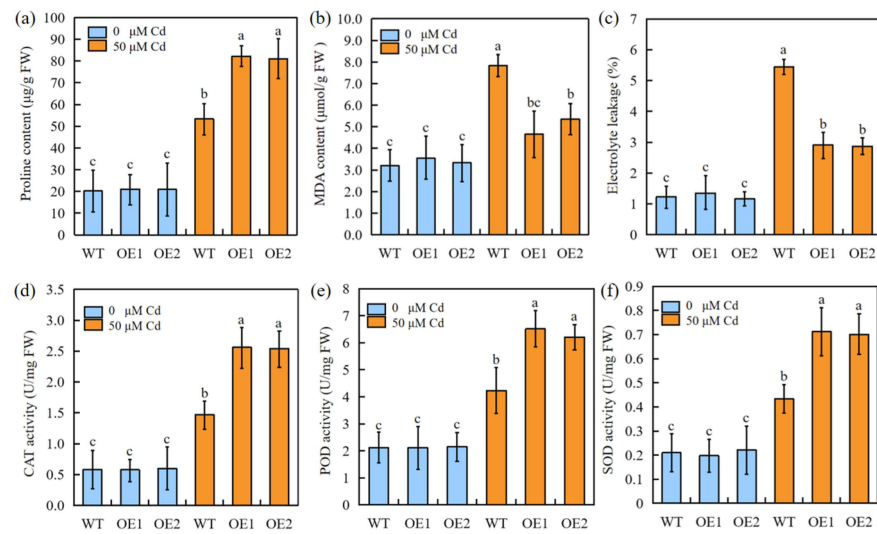 (a)
Proline content (μg/g FW)
100
90
80
70
60
50
40
30
20
10
0
0 μM Cd
50 μM Cd
c c c b a a
WT OE1 OE2 WT OE1 OE2
(b)
MDA content (μmol/g FW )
10.0
9.0
8.0
7.0
6.0
5.0
4.0
3.0
2.0
1.0
0.0
0 μM Cd
50 μM Cd
c c c a bc b
WT OE1 OE2 WT OE1 OE2
(c)
Electrolyte leakage (%)
7
6
5
4
3
2
1
0
c c c a b b
WT OE1 OE2 WT OE1 OE2
(d)
CAT activity (U/mg FW)
3.5
3.0
2.5
2.0
1.5
1.0
0.5
0.0
0 μM Cd
50 μM Cd
c c c b a a
WT OE1 OE2 WT OE1 OE2
(e)
POD activity (U/mg FW)
8
7
6
5
4
3
2
1
0
0 μM Cd
50 μM Cd
c c c b a a
WT OE1 OE2 WT OE1 OE2
(f)
SOD activity (U/mg FW)
0.9
0.8
0.7
0.6
0.5
0.4
0.3
0.2
0.1
0
0 μM Cd
50 μM Cd
c c c b a a
WT OE1 OE2 WT OE1 OE2